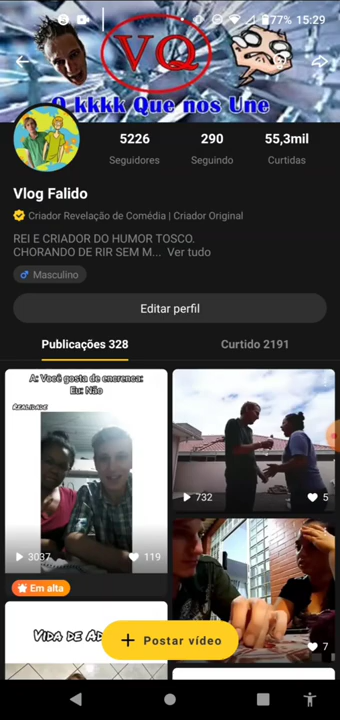 77% 15:29
VQ
O kkkk Que nos Une
5226
290
55,3mil
Seguidores
Seguindo
Curtidas
Vlog Falido
Criador Revelação de Comédia | Criador Original
REI E CRIADOR DO HUMOR TOSCO.
CHORANDO DE RIR SEM M... Ver tudo
Masculino
Editar perfil
Publicações 328
Curtido 2191
A: Você gosta de encrenca:
Eu: Não
REALIDADE
3037
119
732
5
Em alta
7
VIDA DE AD
+ Postar vídeo